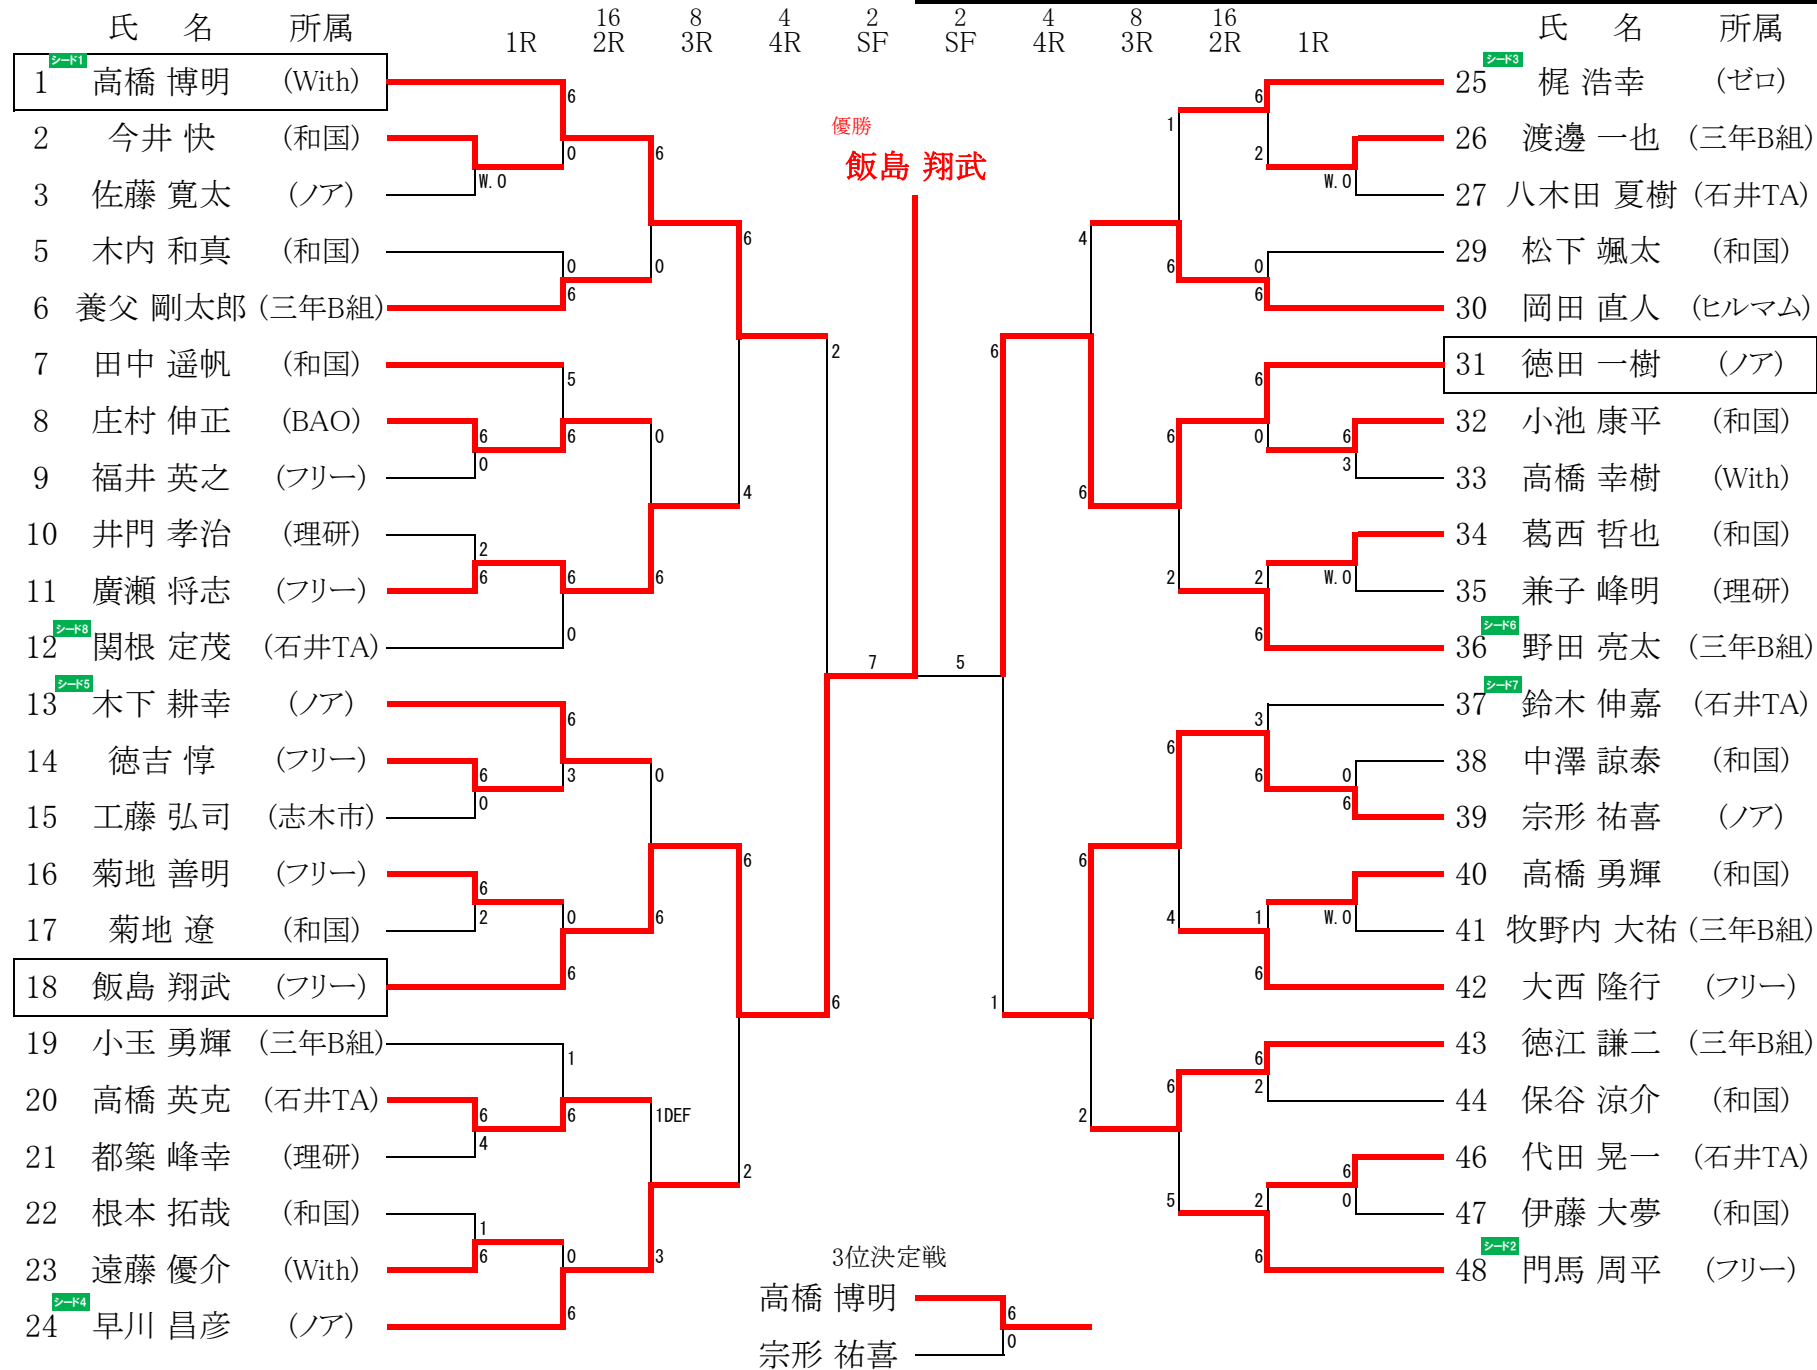 氏 名 所属 1R 16 2R 8 3R 4 4R 2 SF 2 SF 4 4R 8 3R 16 2R 1R 氏 名 所属
シード1
1 高橋 博明 (With)
2 今井 快 (和国)
3 佐藤 寛太 (ノア)
5 木内 和真 (和国)
6 養父 剛太郎 (三年B組)
7 田中 遥帆 (和国)
8 庄村 伸正 (BAO)
9 福井 英之 (フリー)
10 井門 孝治 (理研)
11 廣瀬 将志 (フリー)
シード8
12 関根 定茂 (石井TA)
シード5
13 木下 耕幸 (ノア)
14 徳吉 惇 (フリー)
15 工藤 弘司 (志木市)
16 菊地 善明 (フリー)
17 菊地 遼 (和国)
18 飯島 翔武 (フリー)
19 小玉 勇輝 (三年B組)
20 高橋 英克 (石井TA)
21 都築 峰幸 (理研)
22 根本 拓哉 (和国)
23 遠藤 優介 (With)
シード4
24 早川 昌彦 (ノア)
W.O
6
0
2
6
6
0
6
2
6
4
1
6
6
0
0
6
5
6
6
0
6
3
0
6
1
6
0
6
6
0
0
6
0
6
1DEF
3
6
4
6
2
2
6
7
優勝
飯島 翔武
5
6
1
4
6
6
2
1
6
6
2
6
4
6
5
6
2
0
6
6
0
2
6
3
6
1
6
6
2
2
6
W.O
6
3
W.O
0
6
W.O
6
0
シード3
25 梶 浩幸 (ゼロ)
26 渡邊 一也 (三年B組)
27 八木田 夏樹 (石井TA)
29 松下 颯太 (和国)
30 岡田 直人 (ヒルマム)
31 徳田 一樹 (ノア)
32 小池 康平 (和国)
33 高橋 幸樹 (With)
34 葛西 哲也 (和国)
35 兼子 峰明 (理研)
シード6
36 野田 亮太 (三年B組)
シード7
37 鈴木 伸嘉 (石井TA)
38 中澤 諒泰 (和国)
39 宗形 祐喜 (ノア)
40 高橋 勇輝 (和国)
41 牧野内 大祐 (三年B組)
42 大西 隆行 (フリー)
43 徳江 謙二 (三年B組)
44 保谷 涼介 (和国)
46 代田 晃一 (石井TA)
47 伊藤 大夢 (和国)
シード2
48 門馬 周平 (フリー)
3位決定戦
高橋 博明 6
宗形 祐喜 0